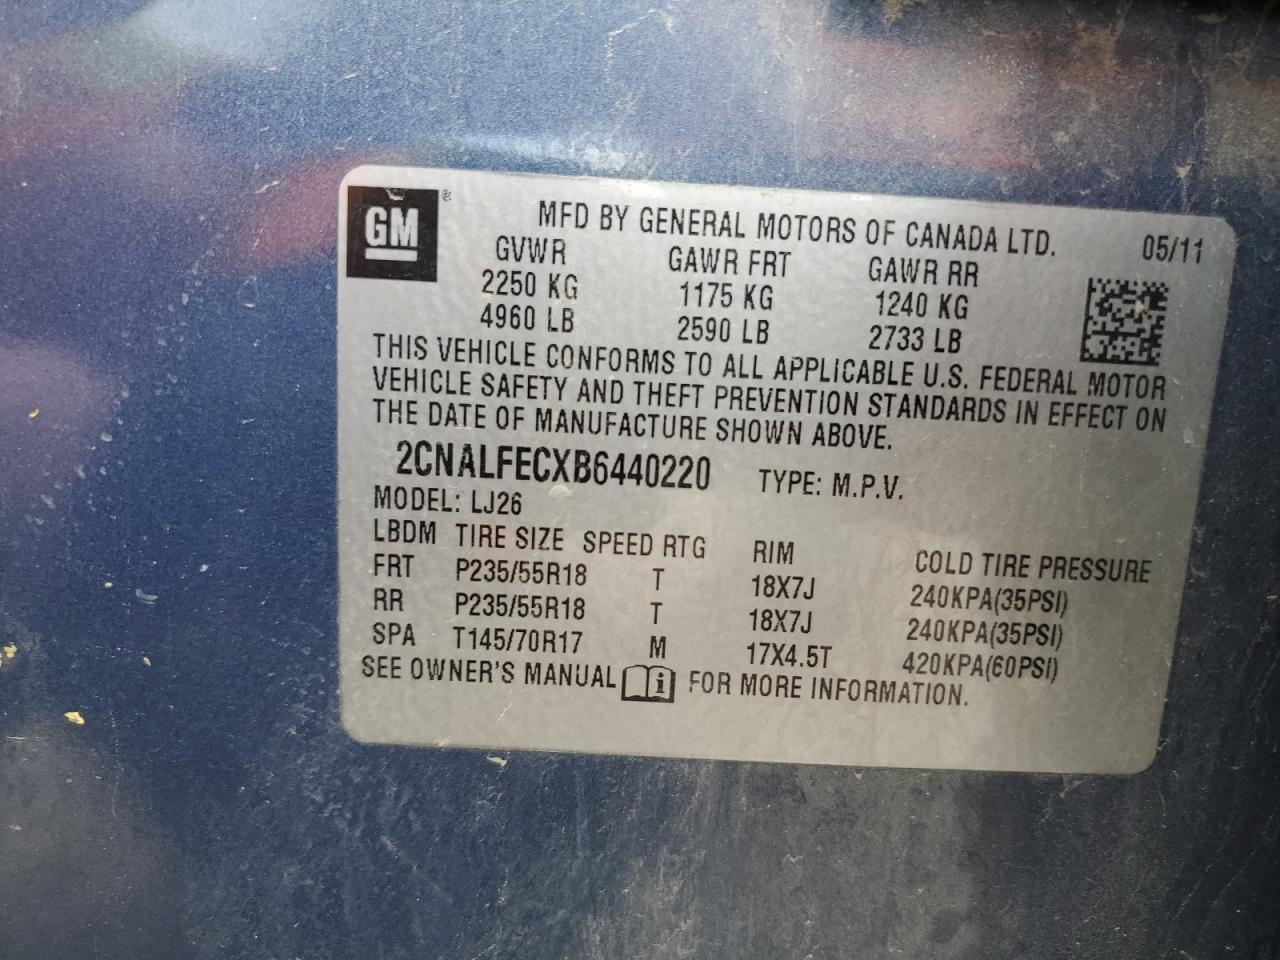 GM ®
MFD BY GENERAL MOTORS OF CANADA LTD. 05/11
GVWR GAWR FRT GAWR RR
2250 KG 1175 KG 1240 KG
4960 LB 2590 LB 2733 LB
THIS VEHICLE CONFORMS TO ALL APPLICABLE U.S. FEDERAL MOTOR
VEHICLE SAFETY AND THEFT PREVENTION STANDARDS IN EFFECT ON
THE DATE OF MANUFACTURE SHOWN ABOVE.
2CNALFECXB6440220 TYPE: M.P.V.
MODEL: LJ26
LBDM TIRE SIZE SPEED RTG RIM COLD TIRE PRESSURE
FRT P235/55R18 T 18X7J 240KPA(35PSI)
RR P235/55R18 T 18X7J 240KPA(35PSI)
SPA T145/70R17 M 17X4.5T 420KPA(60PSI)
SEE OWNER'S MANUAL i FOR MORE INFORMATION.